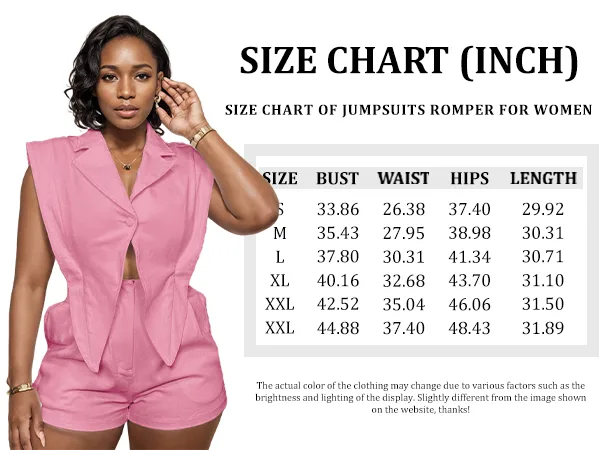 SIZE CHART (INCH)
SIZE CHART OF JUMPSUITS ROMPER FOR WOMEN
SIZE BUST WAIST HIPS LENGTH
S 33.86 26.38 37.40 29.92
M 35.43 27.95 38.98 30.31
L 37.80 30.31 41.34 30.71
XL 40.16 32.68 43.70 31.10
XXL 42.52 35.04 46.06 31.50
XXL 44.88 37.40 48.43 31.89
The actual color of the clothing may change due to various factors such as the
brightness and lighting of the display. Slightly different from the image shown
on the website, thanks!